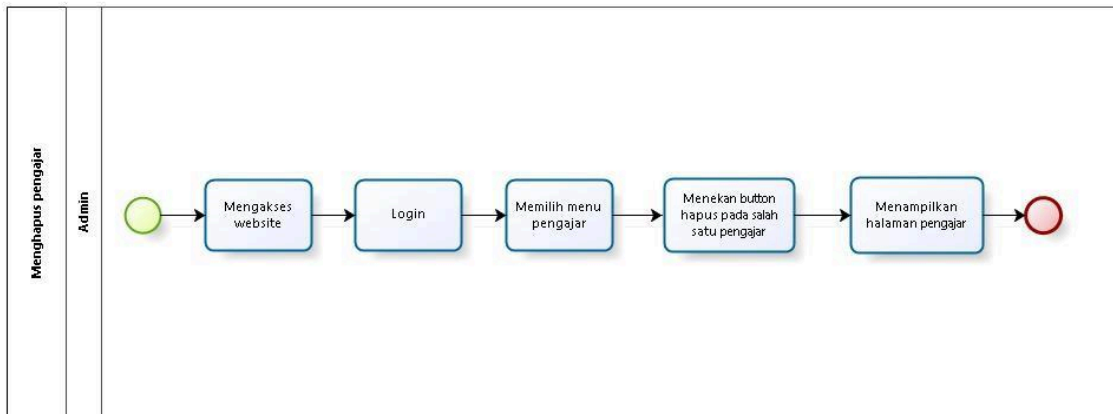 Menghapus pengajar
Admin
Mengakses
website
Login
Memilih menu
pengajar
Menekan button
hapus pada salah
satu pengajar
Menampilkan
halaman pengajar